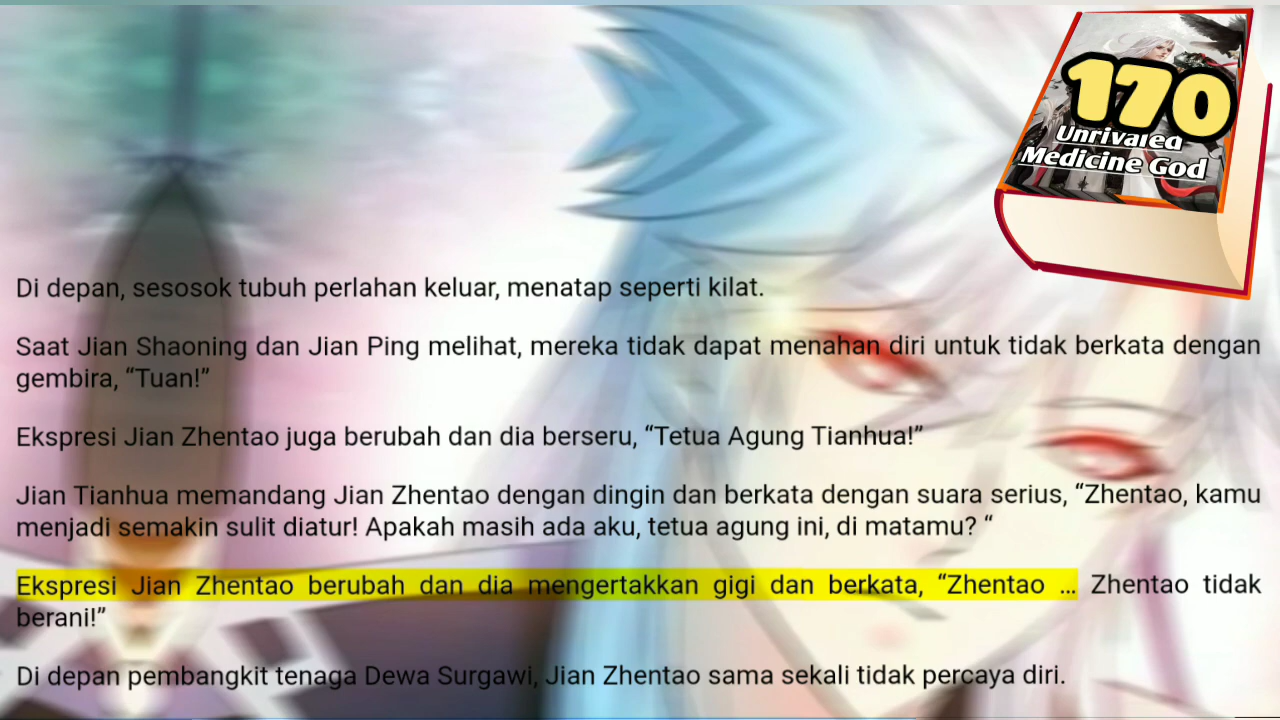 170
Unrivaled
Medicine God
Di depan, sesosok tubuh perlahan keluar, menatap seperti kilat.
Saat Jian Shaoning dan Jian Ping melihat, mereka tidak dapat menahan diri untuk tidak berkata dengan
gembira, “Tuan!”
Ekspresi Jian Zhentao juga berubah dan dia berseru, “Tetua Agung Tianhua!”
Jian Tianhua memandang Jian Zhentao dengan dingin dan berkata dengan suara serius, “Zhentao, kamu
menjadi semakin sulit diatur! Apakah masih ada aku, tetua agung ini, di matamu? “
Ekspresi Jian Zhentao berubah dan dia mengertakkan gigi dan berkata, “Zhentao … Zhentao tidak
berani!”
Di depan pembangkit tenaga Dewa Surgawi, Jian Zhentao sama sekali tidak percaya diri.